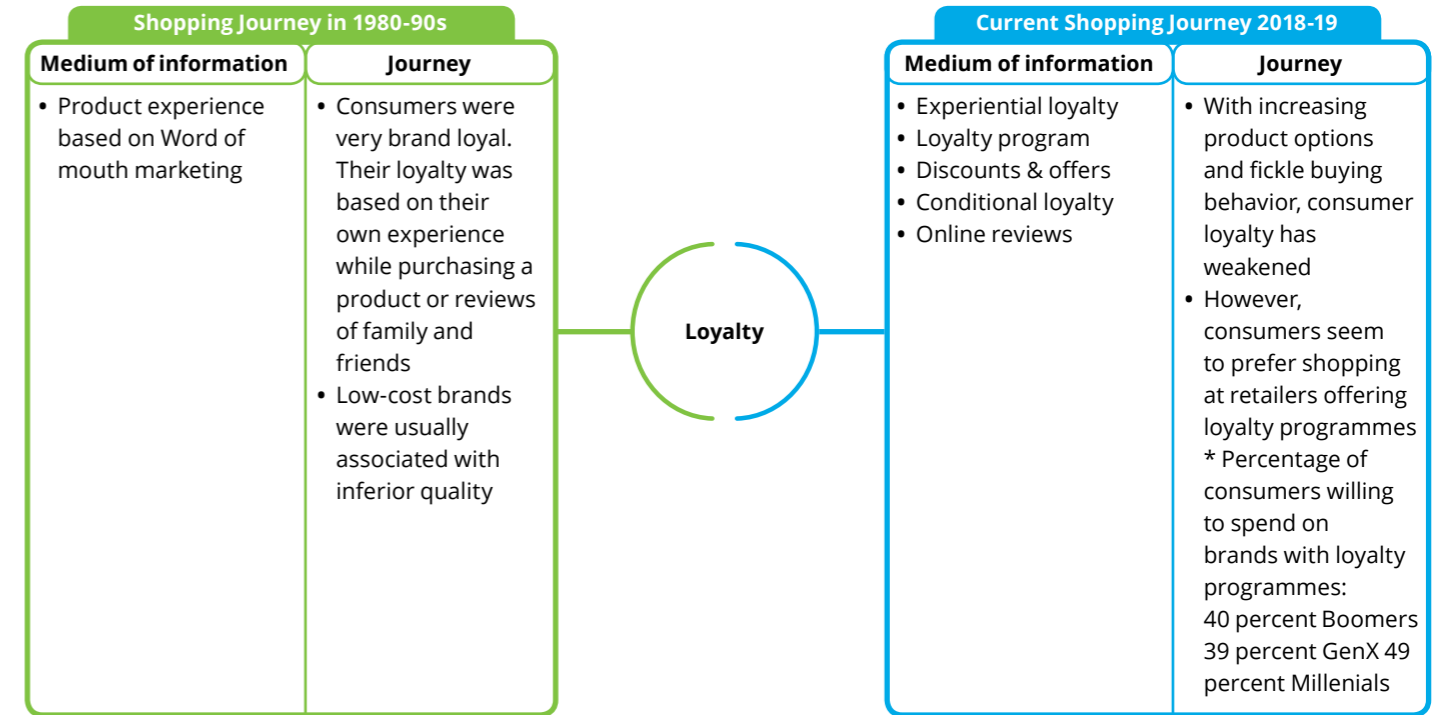 Shopping Journey in 1980-90s
Medium of information
Journey
• Product experience
based on Word of
mouth marketing
• Consumers were
very brand loyal.
Their loyalty was
based on their
own experience
while purchasing a
product or reviews
of family and
friends
• Low-cost brands
were usually
associated with
inferior quality
Loyalty
Current Shopping Journey 2018-19
Medium of information
Journey
• Experiential loyalty
• Loyalty program
• Discounts & offers
• Conditional loyalty
• Online reviews
• With increasing
product options
and fickle buying
behavior, consumer
loyalty has
weakened
• However,
consumers seem
to prefer shopping
at retailers offering
loyalty programmes
* Percentage of
consumers willing
to spend on
brands with loyalty
programmes:
40 percent Boomers
39 percent GenX 49
percent Millenials